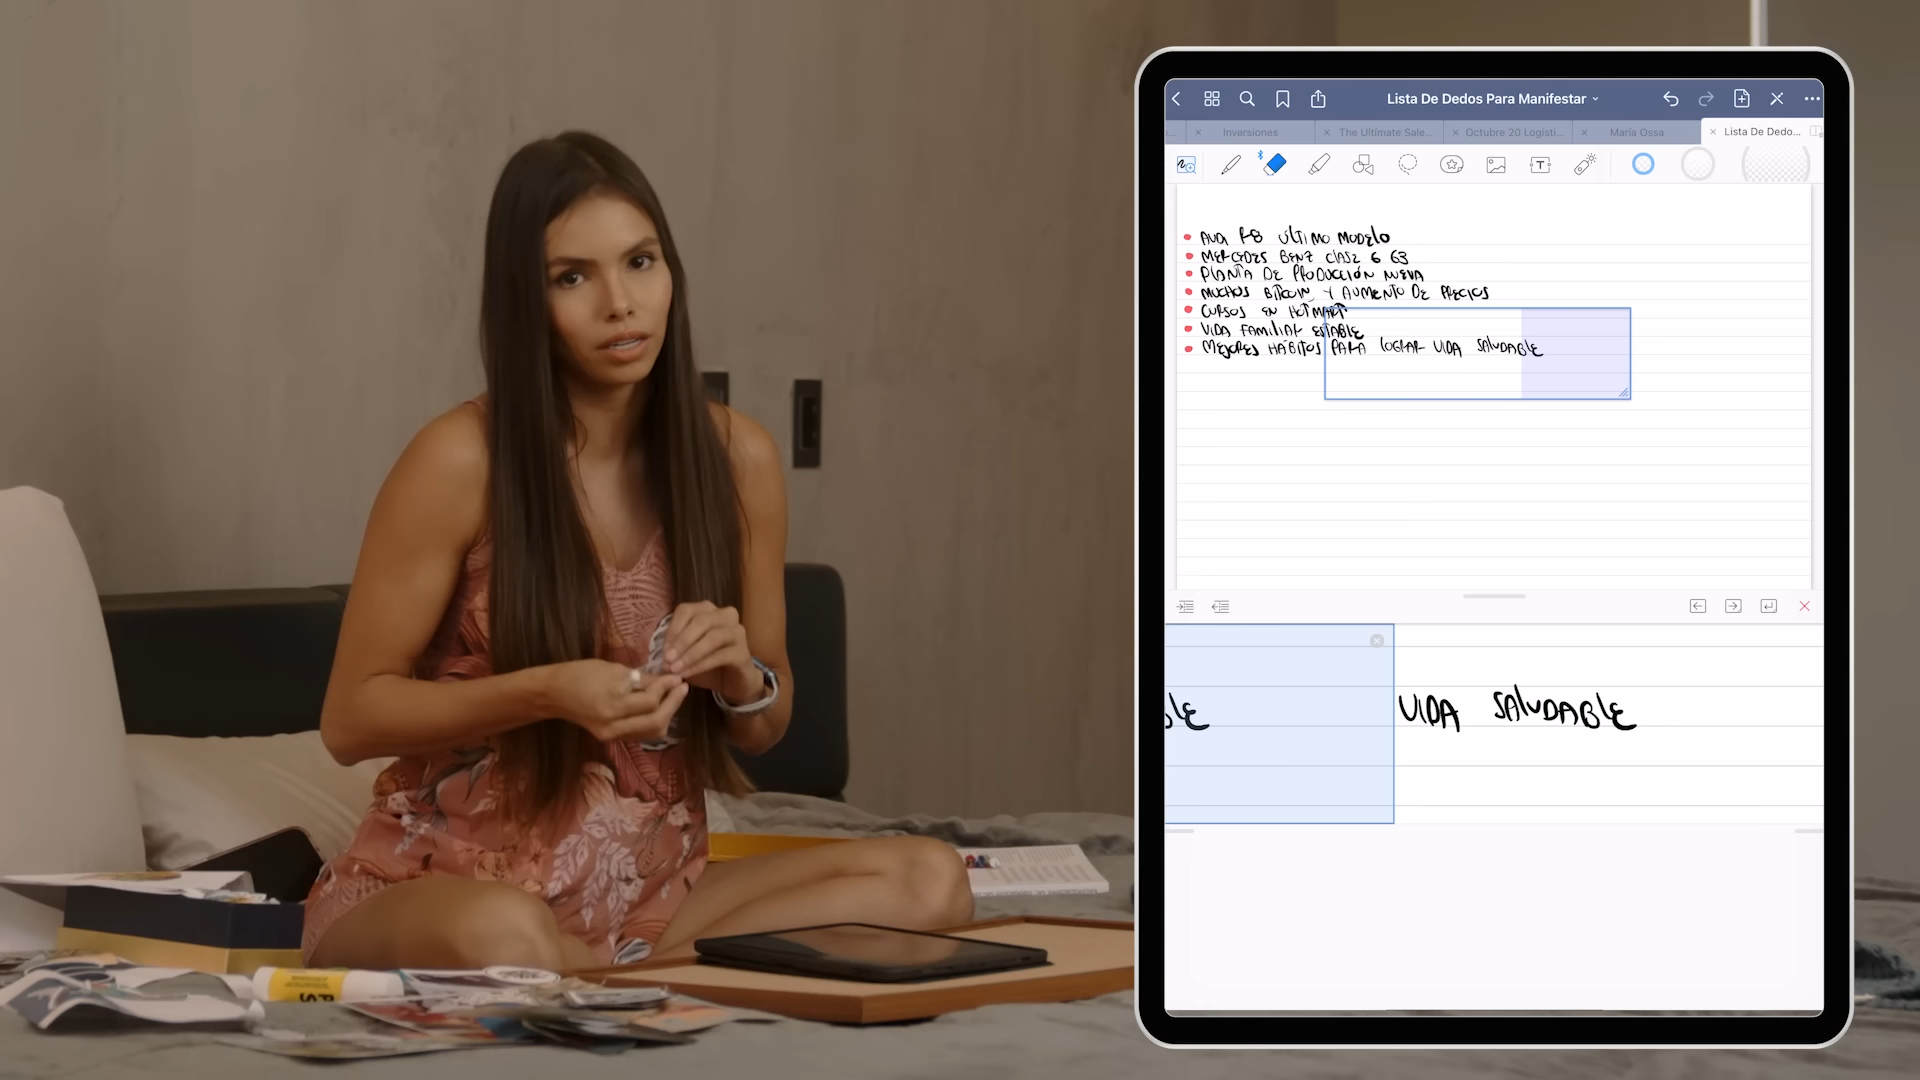 Lista De Dedos Para Manifestar
Inversiones
The Ultimate Sale...
Octubre 20 Logisti...
María Ossa
Lista De Dedo...
AUDI R8 ÚLTIMO MODELO
MERCEDES BENZ CLASE G 63
PLANTA DE PRODUCCIÓN NUEVA
MUCHOS BITCOIN Y AUMENTO DE PRECIOS
CURSOS EN HOTMART
VIDA FAMILIAR ESTABLE
MEJORES HÁBITOS PARA LOGRAR VIDA SALUDABLE
BLE VIDA SALUDABLE